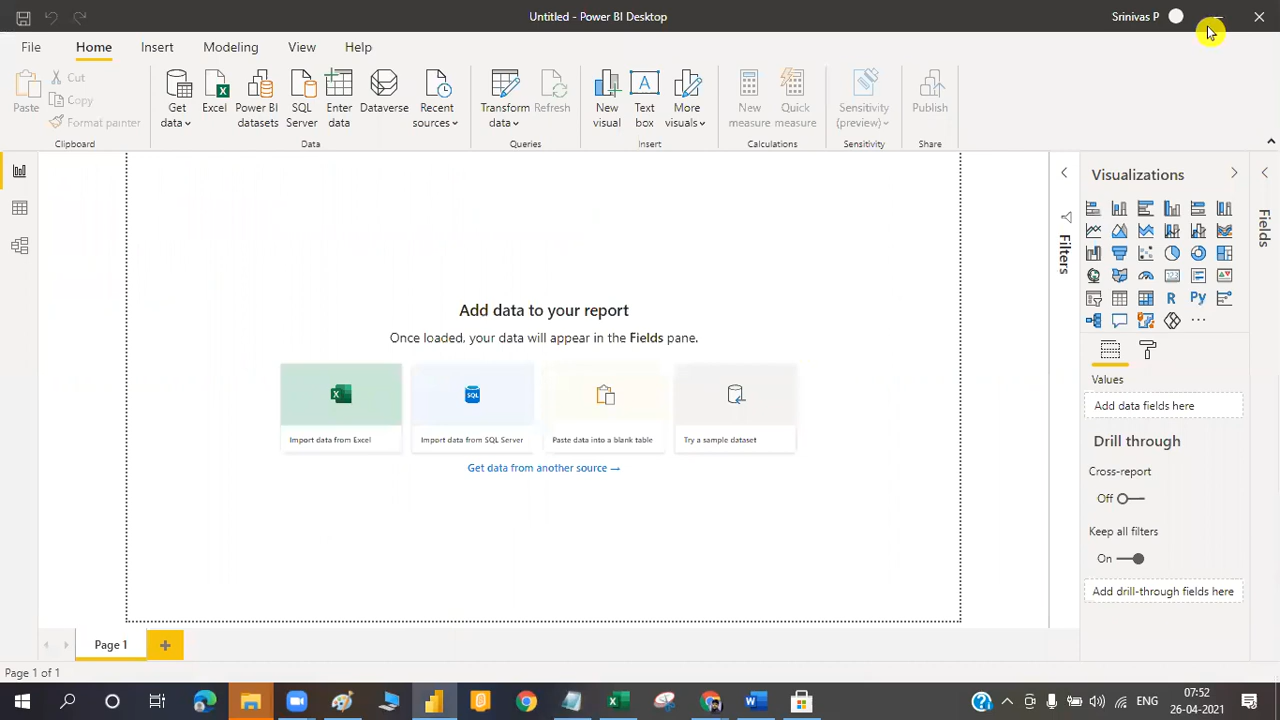 Untitled - Power BI Desktop
Srinivas P
File
Home
Insert
Modeling
View
Help
Paste
Cut
Copy
Format painter
Get data
Excel
Power BI datasets
SQL Server
Enter data
Dataverse
Recent sources
Transform data
Refresh
New visual
Text box
More visuals
New measure
Quick measure
Sensitivity (preview)
Publish
Clipboard
Data
Queries
Insert
Calculations
Sensitivity
Share
Add data to your report
Once loaded, your data will appear in the Fields pane.
SQL
Import data from Excel
Import data from SQL Server
Paste data into a blank table
Try a sample dataset
Get data from another source →
Filters
Visualizations
R
Py
Values
Add data fields here
Drill through
Cross-report
Off
Keep all filters
On
Add drill-through fields here
Fields
Page 1
Page 1 of 1
ENG
07:52
26-04-2021